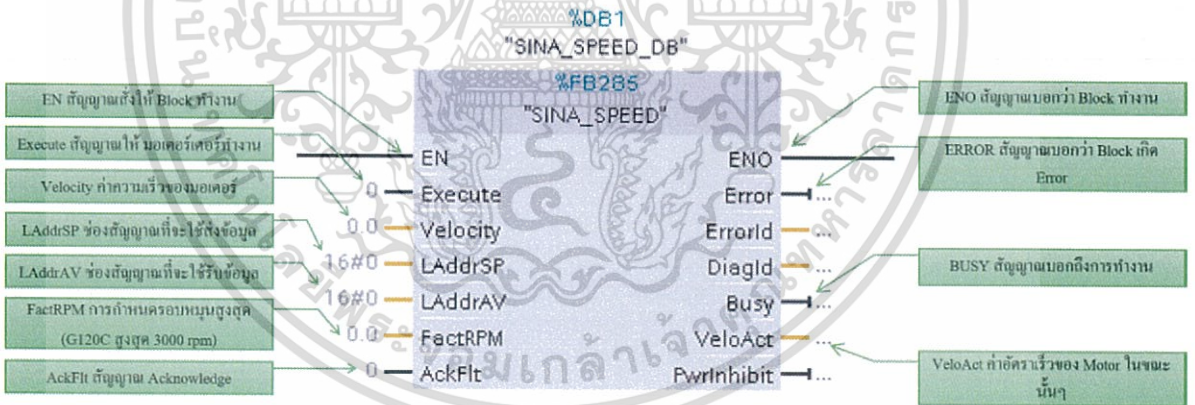 %DB1
"SINA_SPEED_DB"
%FB285
"SINA_SPEED"
EN สัญญาณสั่งให้ Block ทำงาน
Execute สัญญาณให้ มอเตอร์เตอร์ทำงาน
Velocity ค่าความเร็วของมอเตอร์
LAddrSP ช่องสัญญาณที่จะใช้ส่งข้อมูล
LAddrAV ช่องสัญญาณที่จะใช้รับข้อมูล
FactRPM การกำหนดรอบหมุนสูงสุด
(G120C สูงสุด 3000 rpm)
AckFlt สัญญาณ Acknowledge
EN
0 Execute
0.0 Velocity
16#0 LAddrSP
16#0 LAddrAV
0.0 FactRPM
0 AckFlt
ENO
Error ...
ErrorId ...
DiagId ...
Busy ...
VeloAct ...
PwrInhibit ...
ENO สัญญาณบอกว่า Block ทำงาน
ERROR สัญญาณบอกว่า Block เกิด
Error
BUSY สัญญาณบอกถึงการทำงาน
VeloAct ค่าอัตราเร็วของ Motor ในขณะ
นั้นๆ